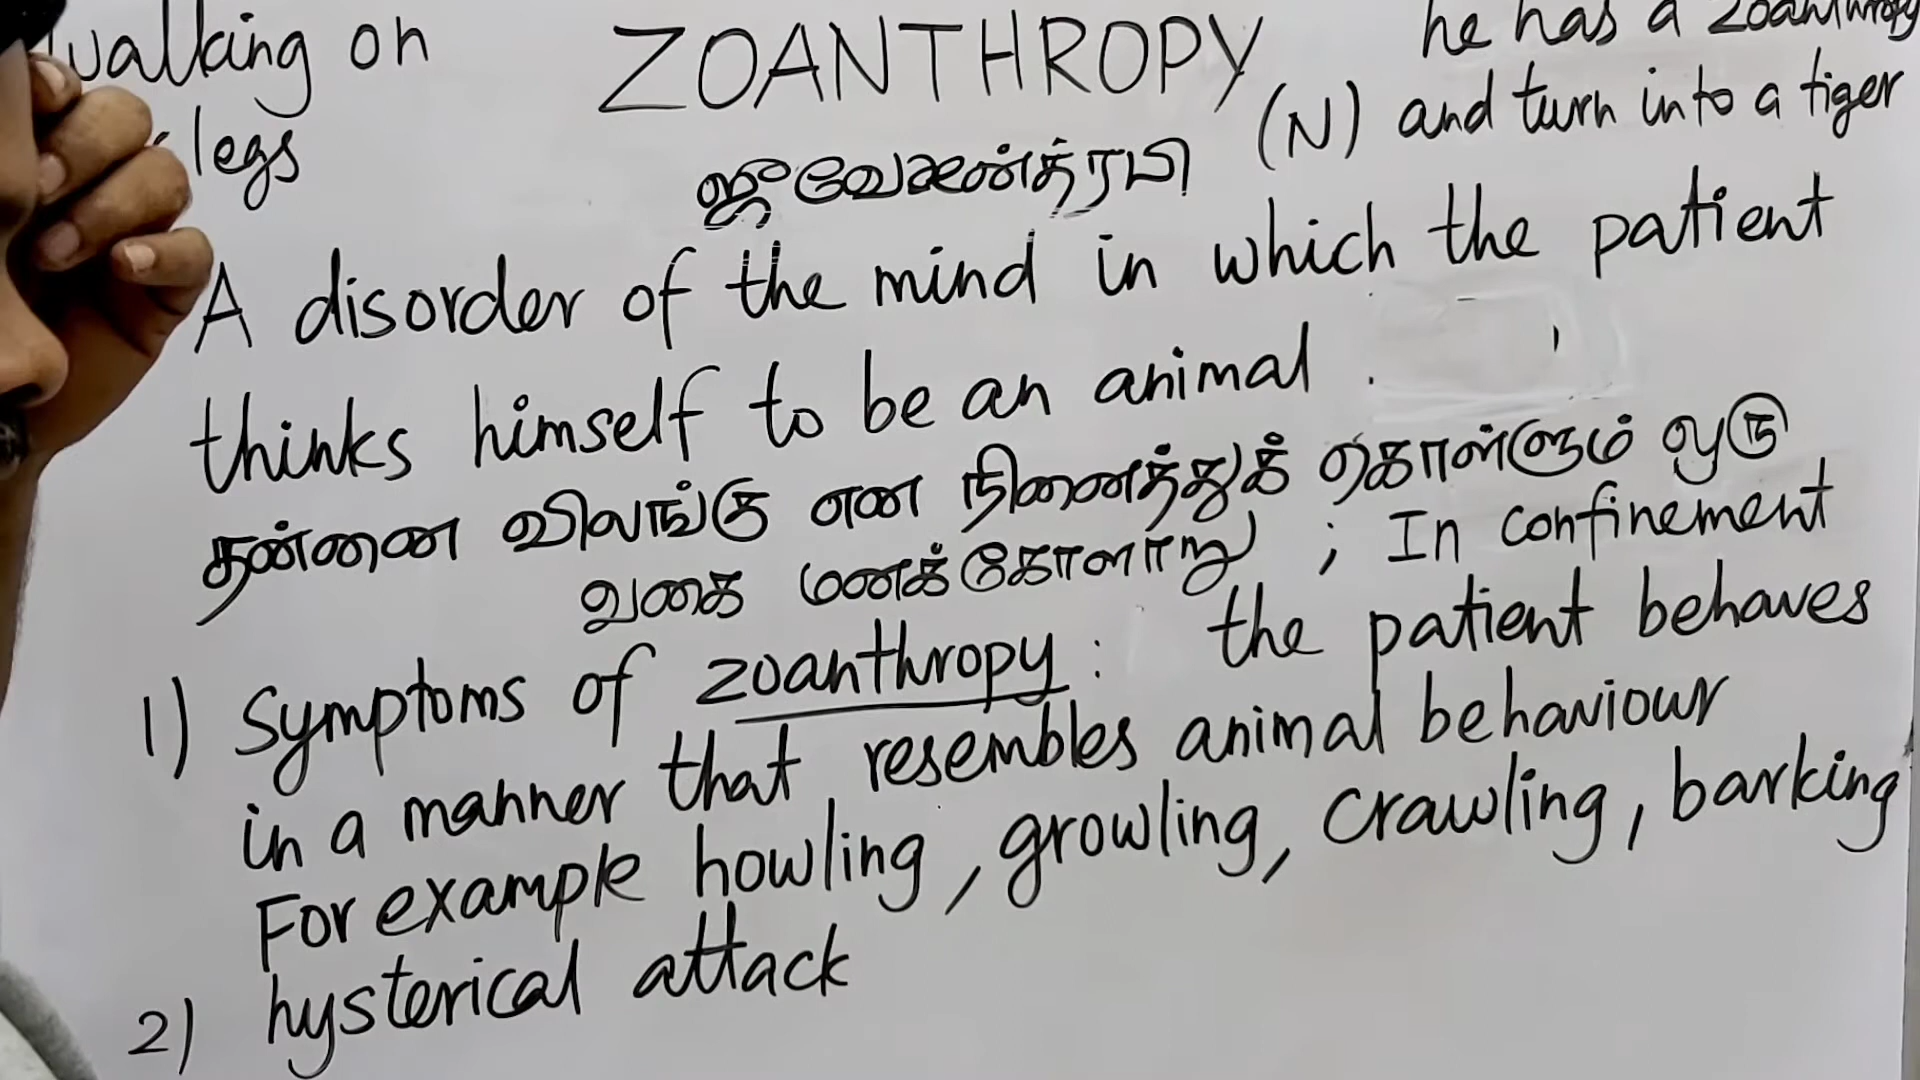 walking on
legs
ZOANTHROPY
(N)
he has a zoanthropy
and turn into a tiger
A disorder of the mind in which the patient
thinks himself to be an animal.
தன்னை விலங்கு என நினைத்துக் கொள்ளும் ஒரு
வகை மனக்கோளாறு ; In confinement
1) Symptoms of zoanthropy : the patient behaves
in a manner that resembles animal behaviour
For example howling, growling, crawling, barking
2) hysterical attack